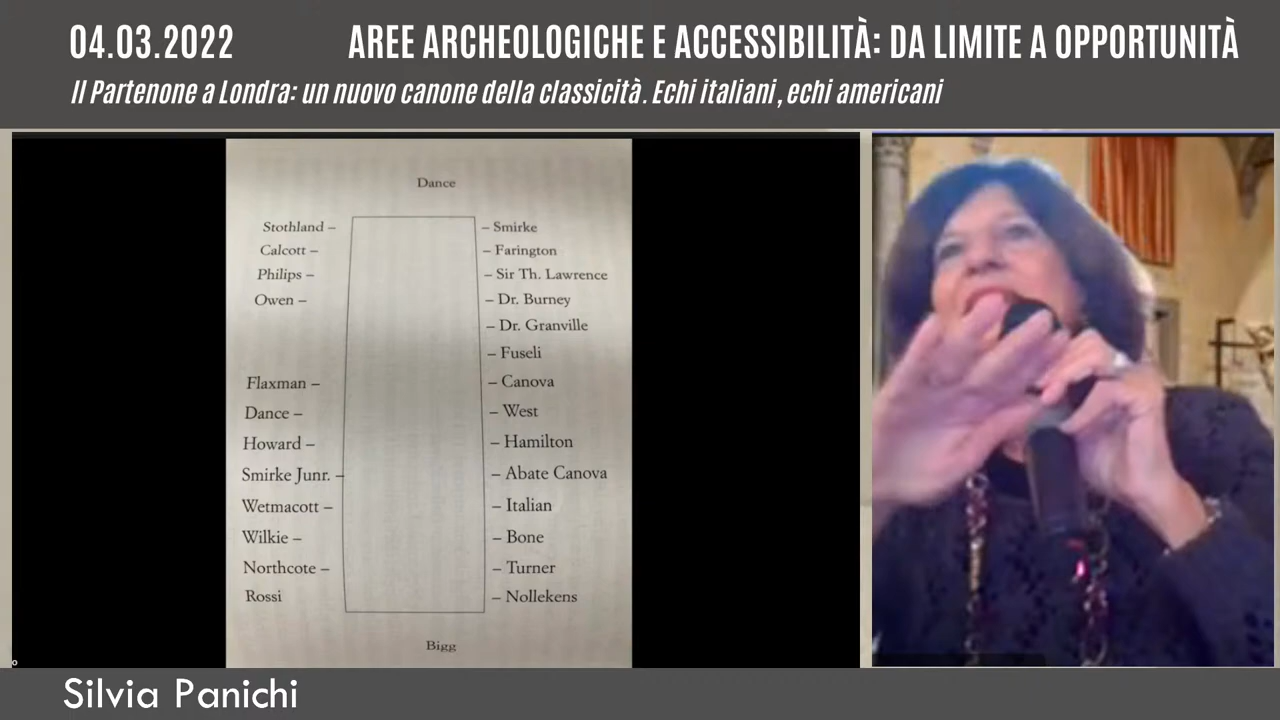 04.03.2022 AREE ARCHEOLOGICHE E ACCESSIBILITÀ: DA LIMITE A OPPORTUNITÀ
Il Partenone a Londra: un nuovo canone della classicità. Echi italiani, echi americani
Dance
Stothland – – Smirke
Calcott – – Farington
Philips – – Sir Th. Lawrence
Owen – – Dr. Burney
– Dr. Granville
– Fuseli
Flaxman – – Canova
Dance – – West
Howard – – Hamilton
Smirke Junr. – – Abate Canova
Wetmacott – – Italian
Wilkie – – Bone
Northcote – – Turner
Rossi – Nollekens
Bigg
Silvia Panichi